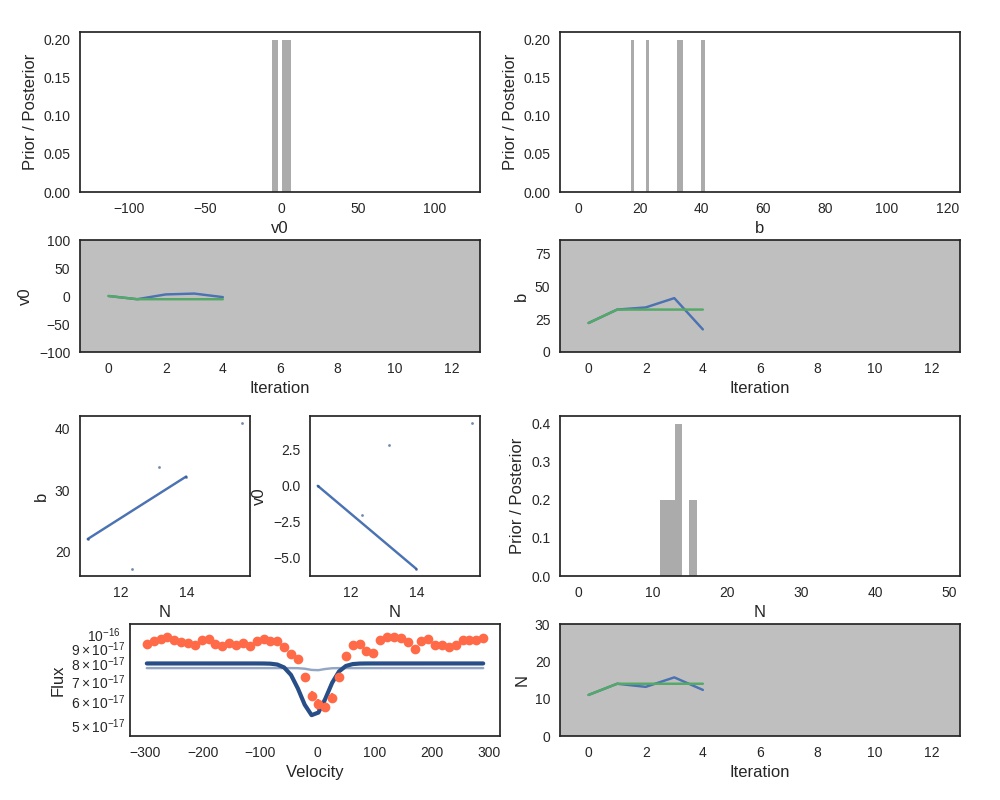 0.20
0.15
0.10
0.05
0.00
Prior / Posterior
−100 −50 0 50 100
v0
0.20
0.15
0.10
0.05
0.00
Prior / Posterior
0 20 40 60 80 100 120
b
100
50
0
−50
−100
v0
0 2 4 6 8 10 12
Iteration
75
50
25
0
b
0 2 4 6 8 10 12
Iteration
40
30
20
b
12 14
N
2.5
0.0
−2.5
−5.0
v0
12 14
N
0.4
0.3
0.2
0.1
0.0
Prior / Posterior
0 10 20 30 40 50
N
10⁻¹⁶
9 × 10⁻¹⁷
8 × 10⁻¹⁷
7 × 10⁻¹⁷
6 × 10⁻¹⁷
5 × 10⁻¹⁷
Flux
−300 −200 −100 0 100 200 300
Velocity
30
20
10
0
N
0 2 4 6 8 10 12
Iteration